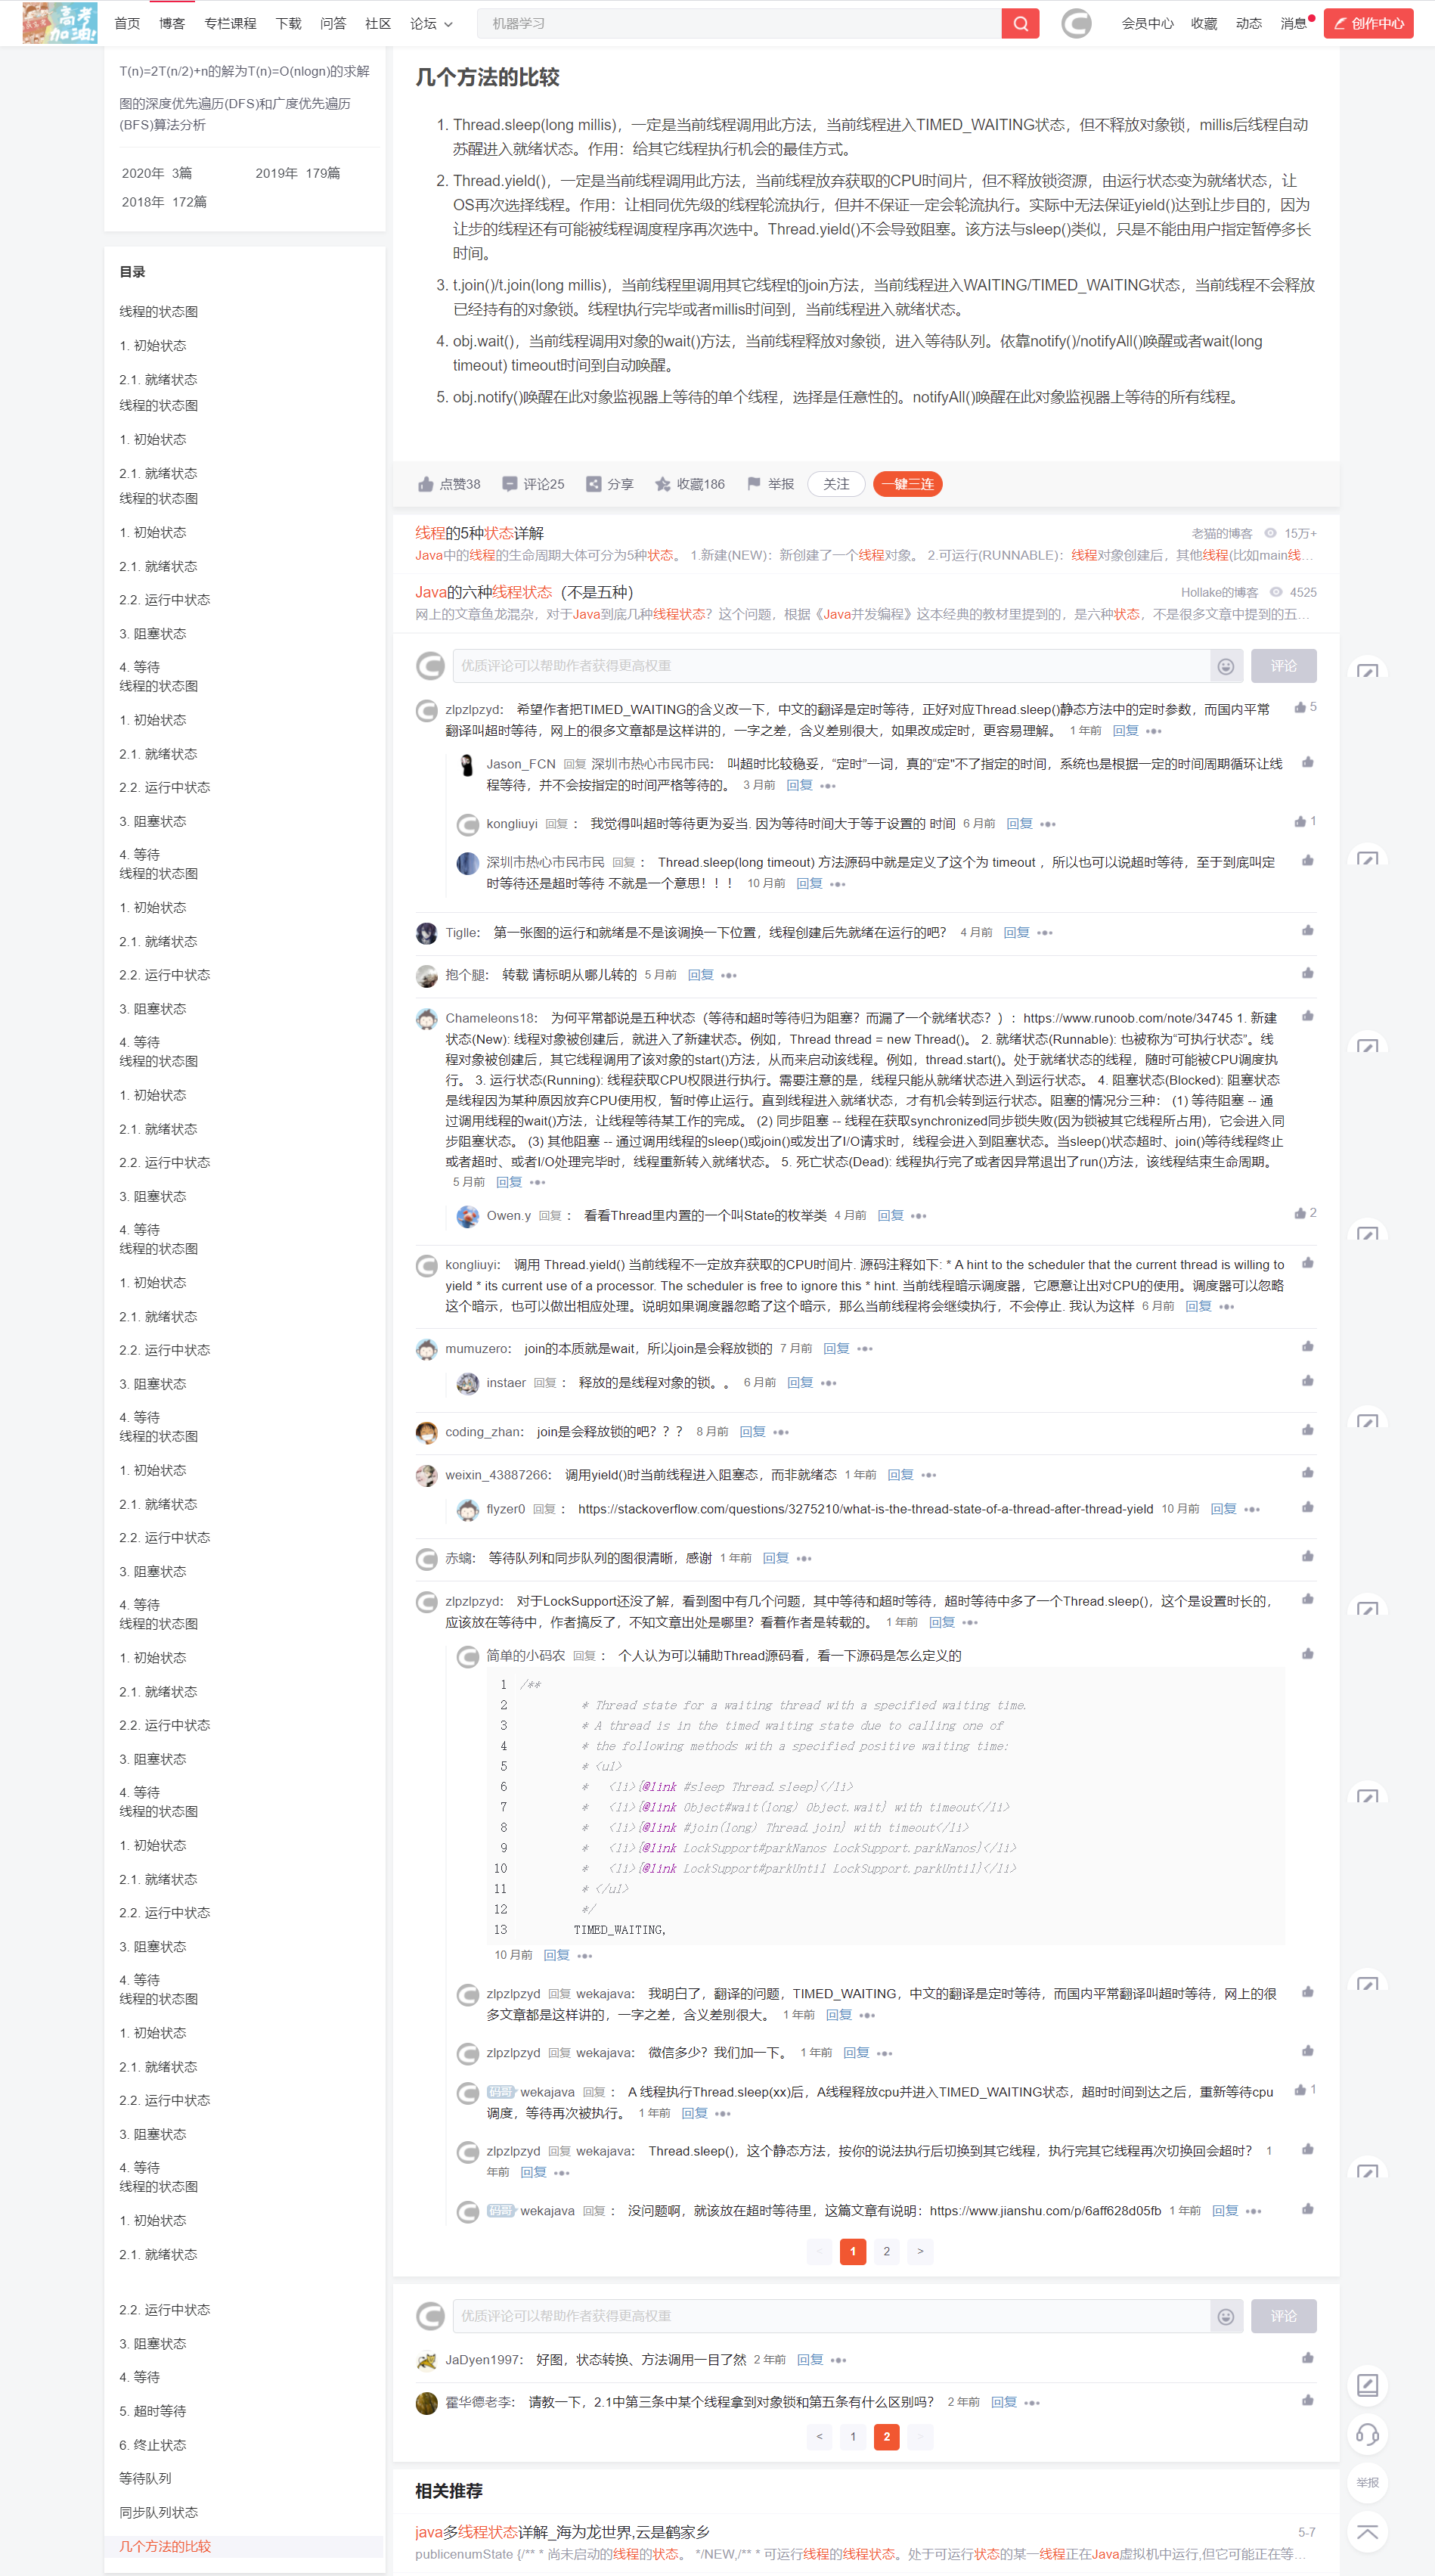 高考加油!
首页 博客 专栏课程 下载 问答 社区 论坛 机器学习 会员中心 收藏 动态 消息 创作中心
T(n)=2T(n/2)+n的解为T(n)=O(nlogn)的求解
图的深度优先遍历(DFS)和广度优先遍历
(BFS)算法分析
2020年 3篇 2019年 179篇
2018年 172篇
目录
线程的状态图
1. 初始状态
2.1. 就绪状态
线程的状态图
1. 初始状态
2.1. 就绪状态
线程的状态图
1. 初始状态
2.1. 就绪状态
2.2. 运行中状态
3. 阻塞状态
4. 等待
线程的状态图
1. 初始状态
2.1. 就绪状态
2.2. 运行中状态
3. 阻塞状态
4. 等待
线程的状态图
1. 初始状态
2.1. 就绪状态
2.2. 运行中状态
3. 阻塞状态
4. 等待
线程的状态图
1. 初始状态
2.1. 就绪状态
2.2. 运行中状态
3. 阻塞状态
4. 等待
线程的状态图
1. 初始状态
2.1. 就绪状态
2.2. 运行中状态
3. 阻塞状态
4. 等待
线程的状态图
1. 初始状态
2.1. 就绪状态
2.2. 运行中状态
3. 阻塞状态
4. 等待
线程的状态图
1. 初始状态
2.1. 就绪状态
2.2. 运行中状态
3. 阻塞状态
4. 等待
线程的状态图
1. 初始状态
2.1. 就绪状态
2.2. 运行中状态
3. 阻塞状态
4. 等待
线程的状态图
1. 初始状态
2.1. 就绪状态
2.2. 运行中状态
3. 阻塞状态
4. 等待
线程的状态图
1. 初始状态
2.1. 就绪状态
2.2. 运行中状态
3. 阻塞状态
4. 等待
5. 超时等待
6. 终止状态
等待队列
同步队列状态
几个方法的比较
几个方法的比较
1. Thread.sleep(long millis)，一定是当前线程调用此方法，当前线程进入TIMED_WAITING状态，但不释放对象锁，millis后线程自动
苏醒进入就绪状态。作用：给其它线程执行机会的最佳方式。
2. Thread.yield()，一定是当前线程调用此方法，当前线程放弃获取的CPU时间片，但不释放锁资源，由运行状态变为就绪状态，让
OS再次选择线程。作用：让相同优先级的线程轮流执行，但并不保证一定会轮流执行。实际中无法保证yield()达到让步目的，因为
让步的线程还有可能被线程调度程序再次选中。Thread.yield()不会导致阻塞。该方法与sleep()类似，只是不能由用户指定暂停多长
时间。
3. t.join()/t.join(long millis)，当前线程里调用其它线程t的join方法，当前线程进入WAITING/TIMED_WAITING状态，当前线程不会释放
已经持有的对象锁。线程t执行完毕或者millis时间到，当前线程进入就绪状态。
4. obj.wait()，当前线程调用对象的wait()方法，当前线程释放对象锁，进入等待队列。依靠notify()/notifyAll()唤醒或者wait(long
timeout) timeout时间到自动唤醒。
5. obj.notify()唤醒在此对象监视器上等待的单个线程，选择是任意性的。notifyAll()唤醒在此对象监视器上等待的所有线程。
点赞38 评论25 分享 收藏186 举报 关注 一键三连
线程的5种状态详解 老猫的博客 15万+
Java中的线程的生命周期大体可分为5种状态。 1.新建(NEW)：新创建了一个线程对象。 2.可运行(RUNNABLE)：线程对象创建后，其他线程(比如main线…
Java的六种线程状态（不是五种） Hollake的博客 4525
网上的文章鱼龙混杂，对于Java到底几种线程状态？这个问题，根据《Java并发编程》这本经典的教材里提到的，是六种状态，不是很多文章中提到的五…
优质评论可以帮助作者获得更高权重 评论
zlpzlpzyd： 希望作者把TIMED_WAITING的含义改一下，中文的翻译是定时等待，正好对应Thread.sleep()静态方法中的定时参数，而国内平常 5
翻译叫超时等待，网上的很多文章都是这样讲的，一字之差，含义差别很大，如果改成定时，更容易理解。 1年前 回复
Jason_FCN 回复 深圳市热心市民市民： 叫超时比较稳妥，“定时”一词，真的“定”不了指定的时间，系统也是根据一定的时间周期循环让线
程等待，并不会按指定的时间严格等待的。 3月前 回复
kongliuyi 回复： 我觉得叫超时等待更为妥当. 因为等待时间大于等于设置的 时间 6月前 回复 1
深圳市热心市民市民 回复： Thread.sleep(long timeout) 方法源码中就是定义了这个为 timeout ，所以也可以说超时等待，至于到底叫定
时等待还是超时等待 不就是一个意思！！！ 10月前 回复
Tiglle： 第一张图的运行和就绪是不是该调换一下位置，线程创建后先就绪在运行的吧？ 4月前 回复
抱个腿： 转载 请标明从哪儿转的 5月前 回复
Chameleons18： 为何平常都说是五种状态（等待和超时等待归为阻塞？而漏了一个就绪状态？）：https://www.runoob.com/note/34745 1. 新建
状态(New): 线程对象被创建后，就进入了新建状态。例如，Thread thread = new Thread()。 2. 就绪状态(Runnable): 也被称为“可执行状态”。线
程对象被创建后，其它线程调用了该对象的start()方法，从而来启动该线程。例如，thread.start()。处于就绪状态的线程，随时可能被CPU调度执
行。 3. 运行状态(Running): 线程获取CPU权限进行执行。需要注意的是，线程只能从就绪状态进入到运行状态。 4. 阻塞状态(Blocked): 阻塞状态
是线程因为某种原因放弃CPU使用权，暂时停止运行。直到线程进入就绪状态，才有机会转到运行状态。阻塞的情况分三种： (1) 等待阻塞 -- 通
过调用线程的wait()方法，让线程等待某工作的完成。 (2) 同步阻塞 -- 线程在获取synchronized同步锁失败(因为锁被其它线程所占用)，它会进入同
步阻塞状态。 (3) 其他阻塞 -- 通过调用线程的sleep()或join()或发出了I/O请求时，线程会进入到阻塞状态。当sleep()状态超时、join()等待线程终止
或者超时、或者I/O处理完毕时，线程重新转入就绪状态。 5. 死亡状态(Dead): 线程执行完了或者因异常退出了run()方法，该线程结束生命周期。
5月前 回复
Owen.y 回复： 看看Thread里内置的一个叫State的枚举类 4月前 回复 2
kongliuyi： 调用 Thread.yield() 当前线程不一定放弃获取的CPU时间片. 源码注释如下: * A hint to the scheduler that the current thread is willing to
yield * its current use of a processor. The scheduler is free to ignore this * hint. 当前线程暗示调度器，它愿意让出对CPU的使用。调度器可以忽略
这个暗示，也可以做出相应处理。说明如果调度器忽略了这个暗示，那么当前线程将会继续执行，不会停止. 我认为这样 6月前 回复
mumuzero： join的本质就是wait，所以join是会释放锁的 7月前 回复
instaer 回复： 释放的是线程对象的锁。。 6月前 回复
coding_zhan： join是会释放锁的吧？？？ 8月前 回复
weixin_43887266： 调用yield()时当前线程进入阻塞态，而非就绪态 1年前 回复
flyzer0 回复： https://stackoverflow.com/questions/3275210/what-is-the-thread-state-of-a-thread-after-thread-yield 10月前 回复
赤螭： 等待队列和同步队列的图很清晰，感谢 1年前 回复
zlpzlpzyd： 对于LockSupport还没了解，看到图中有几个问题，其中等待和超时等待，超时等待中多了一个Thread.sleep()，这个是设置时长的，
应该放在等待中，作者搞反了，不知文章出处是哪里？看着作者是转载的。 1年前 回复
简单的小码农 回复： 个人认为可以辅助Thread源码看，看一下源码是怎么定义的
1 /**
2 * Thread state for a waiting thread with a specified waiting time.
3 * A thread is in the timed waiting state due to calling one of
4 * the following methods with a specified positive waiting time:
5 * <ul>
6 * <li>{@link #sleep Thread.sleep}</li>
7 * <li>{@link Object#wait(long) Object.wait} with timeout</li>
8 * <li>{@link #join(long) Thread.join} with timeout</li>
9 * <li>{@link LockSupport#parkNanos LockSupport.parkNanos}</li>
10 * <li>{@link LockSupport#parkUntil LockSupport.parkUntil}</li>
11 * </ul>
12 */
13 TIMED_WAITING,
10月前 回复
zlpzlpzyd 回复 wekajava： 我明白了，翻译的问题，TIMED_WAITING，中文的翻译是定时等待，而国内平常翻译叫超时等待，网上的很
多文章都是这样讲的，一字之差，含义差别很大。 1年前 回复
zlpzlpzyd 回复 wekajava： 微信多少？我们加一下。 1年前 回复
码哥 wekajava 回复： A 线程执行Thread.sleep(xx)后，A线程释放cpu并进入TIMED_WAITING状态，超时时间到达之后，重新等待cpu 1
调度，等待再次被执行。 1年前 回复
zlpzlpzyd 回复 wekajava： Thread.sleep()，这个静态方法，按你的说法执行后切换到其它线程，执行完其它线程再次切换回会超时？ 1
年前 回复
码哥 wekajava 回复： 没问题啊，就该放在超时等待里，这篇文章有说明：https://www.jianshu.com/p/6aff628d05fb 1年前 回复
< 1 2 >
优质评论可以帮助作者获得更高权重 评论
JaDyen1997： 好图，状态转换、方法调用一目了然 2年前 回复
霍华德老李： 请教一下，2.1中第三条中某个线程拿到对象锁和第五条有什么区别吗？ 2年前 回复
< 1 2 >
举报
相关推荐
java多线程状态详解_海为龙世界,云是鹤家乡 5-7
publicenumState {/** * 尚未启动的线程的状态。 */NEW,/** * 可运行线程的线程状态。处于可运行状态的某一线程正在Java虚拟机中运行,但它可能正在等…